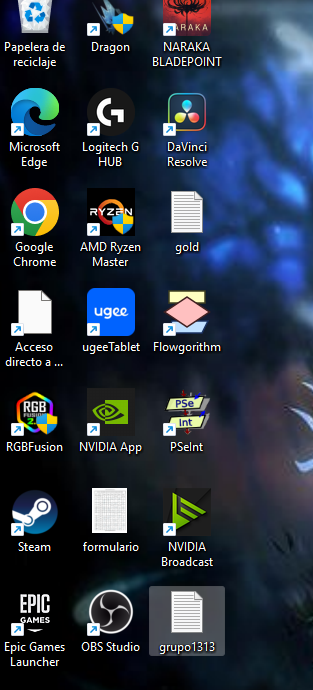 Papelera de
reciclaje
Dragon
NARAKA
NARAKA
BLADEPOINT
Microsoft
Edge
Logitech G
HUB
DaVinci
Resolve
RYZEN
Google
Chrome
AMD Ryzen
Master
gold
ugee
Acceso
directo a ...
ugeeTablet
Flowgorithm
RGB
FUSION
2.0
PSe
Int
RGBFusion
NVIDIA App
PSeInt
Steam
formulario
NVIDIA
Broadcast
EPIC
GAMES
Epic Games
Launcher
OBS Studio
grupo1313